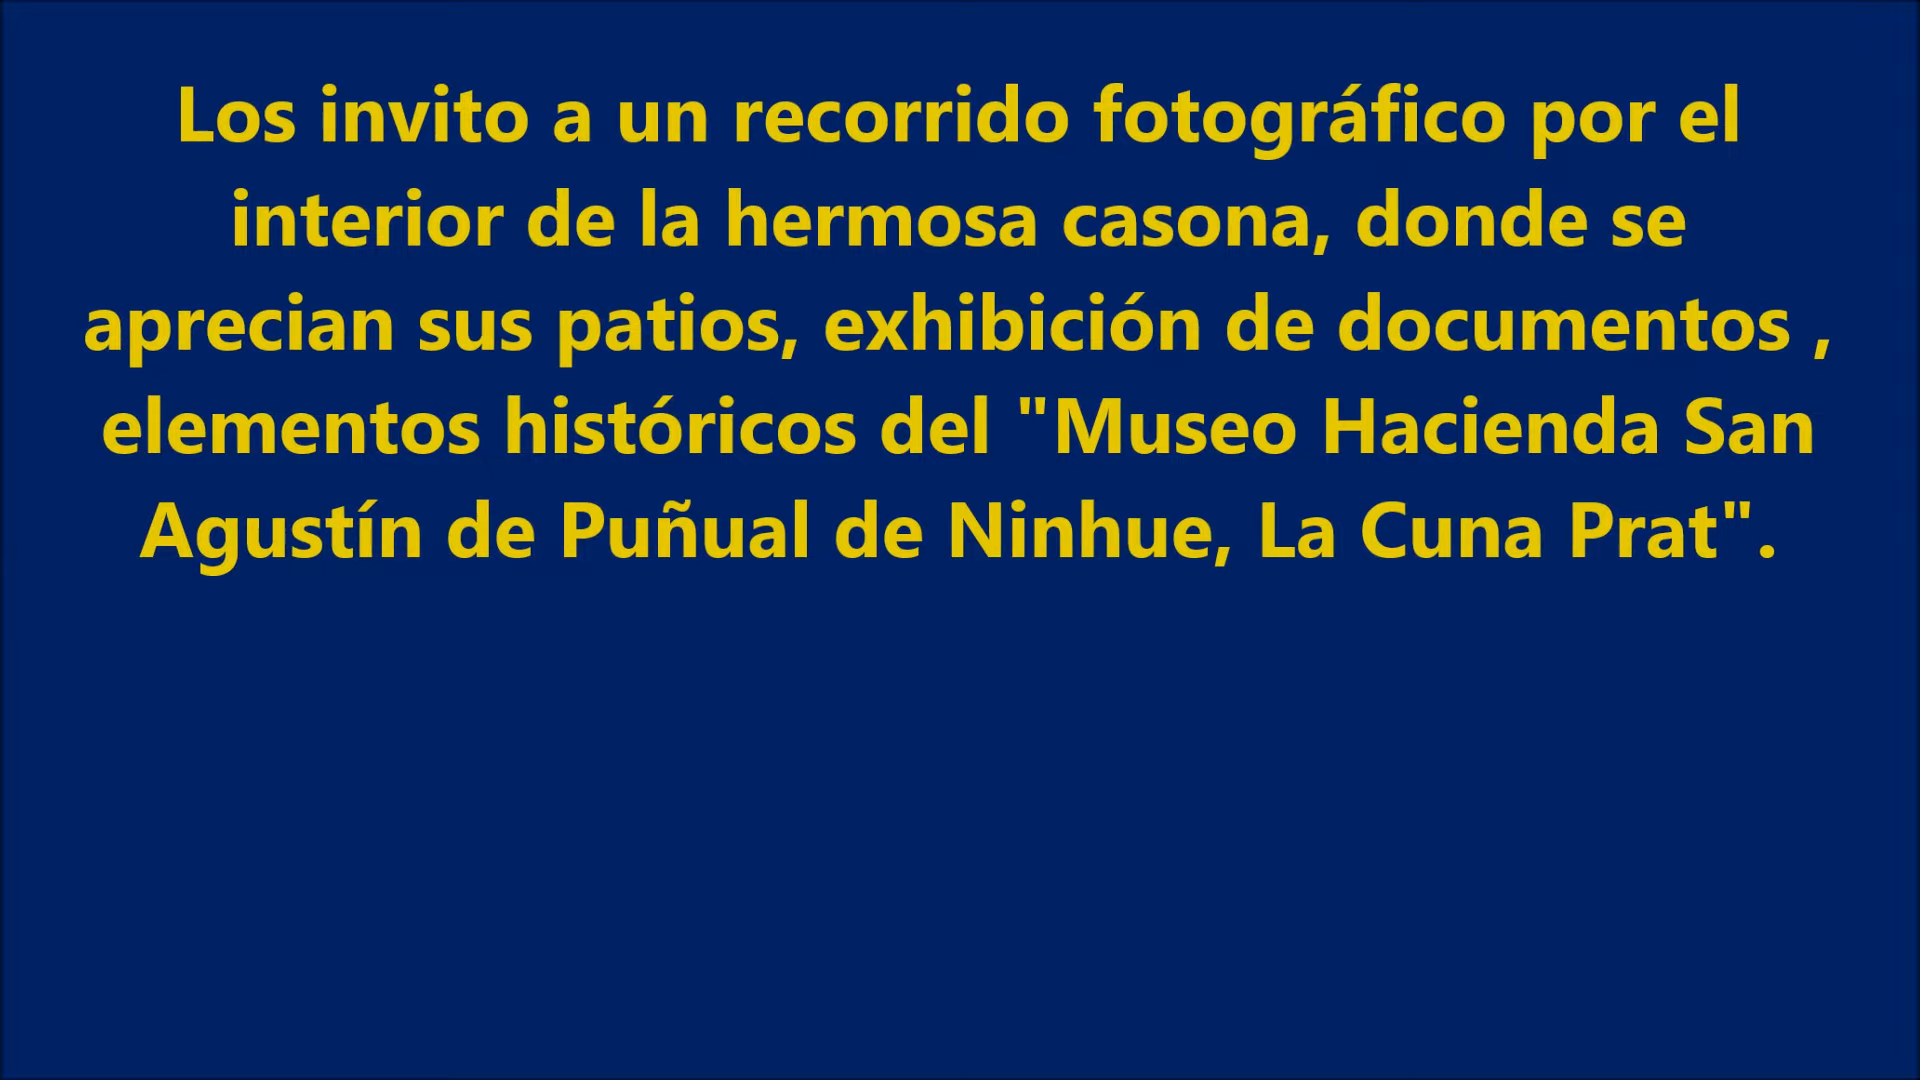 Los invito a un recorrido fotográfico por el
interior de la hermosa casona, donde se
aprecian sus patios, exhibición de documentos ,
elementos históricos del "Museo Hacienda San
Agustín de Puñual de Ninhue, La Cuna Prat".